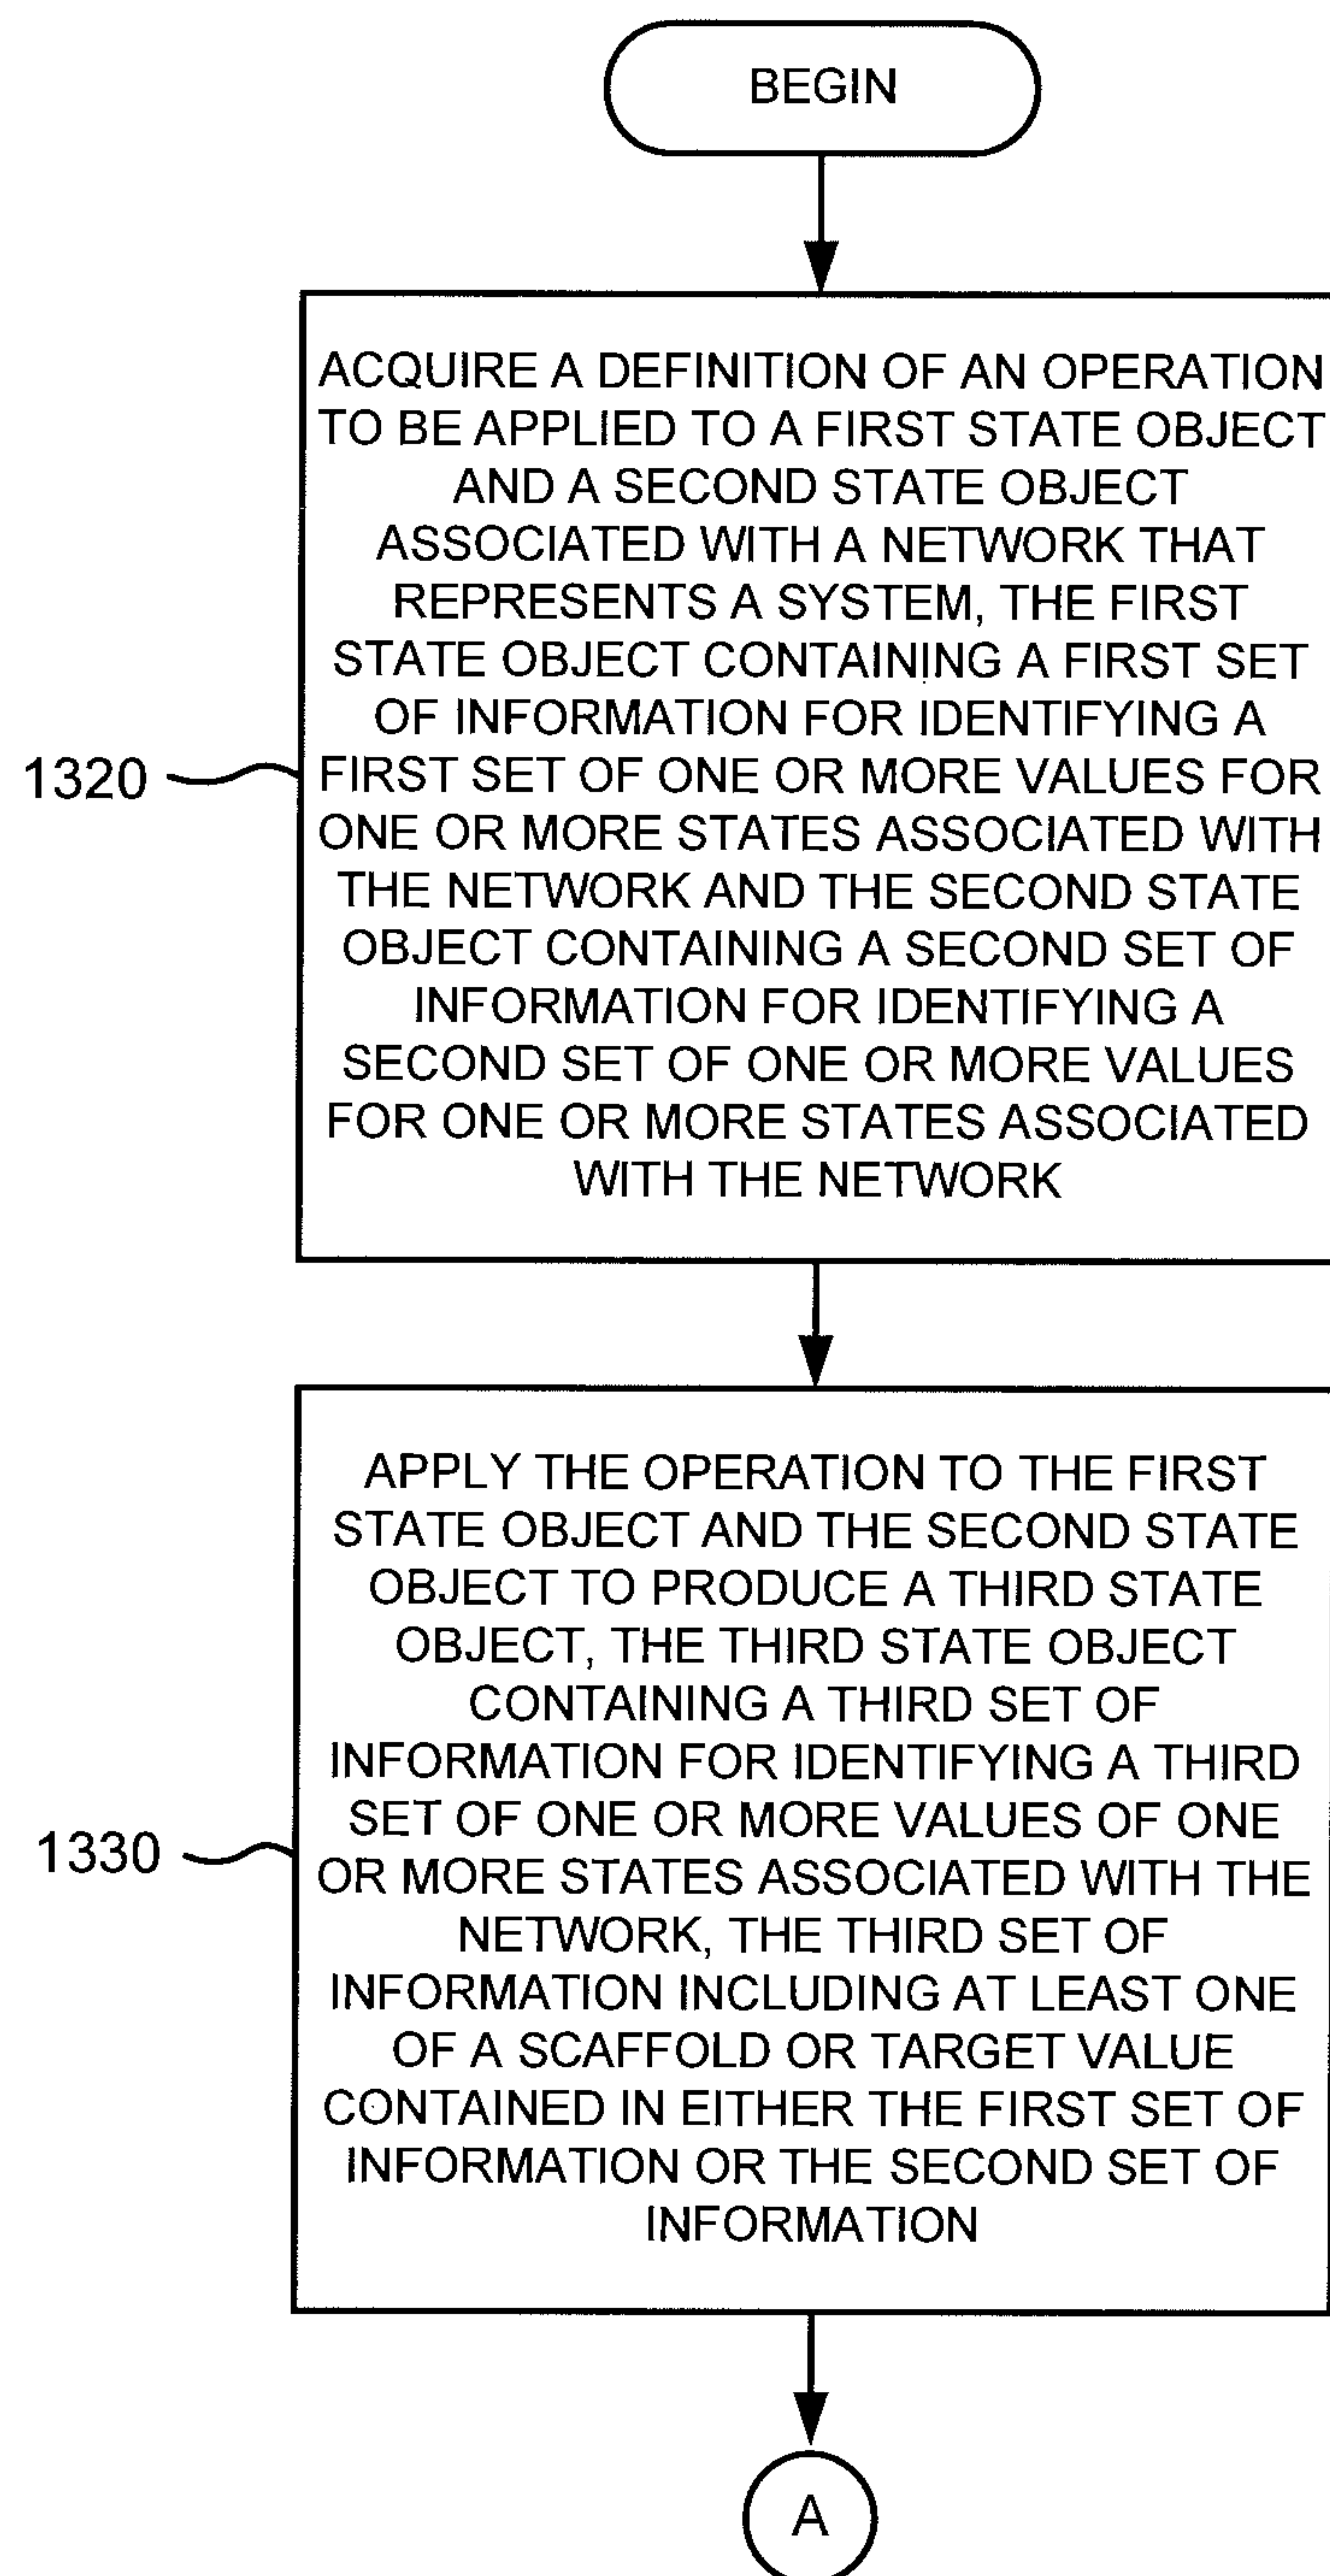 BEGIN
ACQUIRE A DEFINITION OF AN OPERATION
TO BE APPLIED TO A FIRST STATE OBJECT
AND A SECOND STATE OBJECT
ASSOCIATED WITH A NETWORK THAT
REPRESENTS A SYSTEM, THE FIRST
STATE OBJECT CONTAINING A FIRST SET
OF INFORMATION FOR IDENTIFYING A
1320
FIRST SET OF ONE OR MORE VALUES FOR
ONE OR MORE STATES ASSOCIATED WITH
THE NETWORK AND THE SECOND STATE
OBJECT CONTAINING A SECOND SET OF
INFORMATION FOR IDENTIFYING A
SECOND SET OF ONE OR MORE VALUES
FOR ONE OR MORE STATES ASSOCIATED
WITH THE NETWORK
APPLY THE OPERATION TO THE FIRST
STATE OBJECT AND THE SECOND STATE
OBJECT TO PRODUCE A THIRD STATE
OBJECT, THE THIRD STATE OBJECT
CONTAINING A THIRD SET OF
INFORMATION FOR IDENTIFYING A THIRD
SET OF ONE OR MORE VALUES OF ONE
1330
OR MORE STATES ASSOCIATED WITH THE
NETWORK, THE THIRD SET OF
INFORMATION INCLUDING AT LEAST ONE
OF A SCAFFOLD OR TARGET VALUE
CONTAINED IN EITHER THE FIRST SET OF
INFORMATION OR THE SECOND SET OF
INFORMATION
A